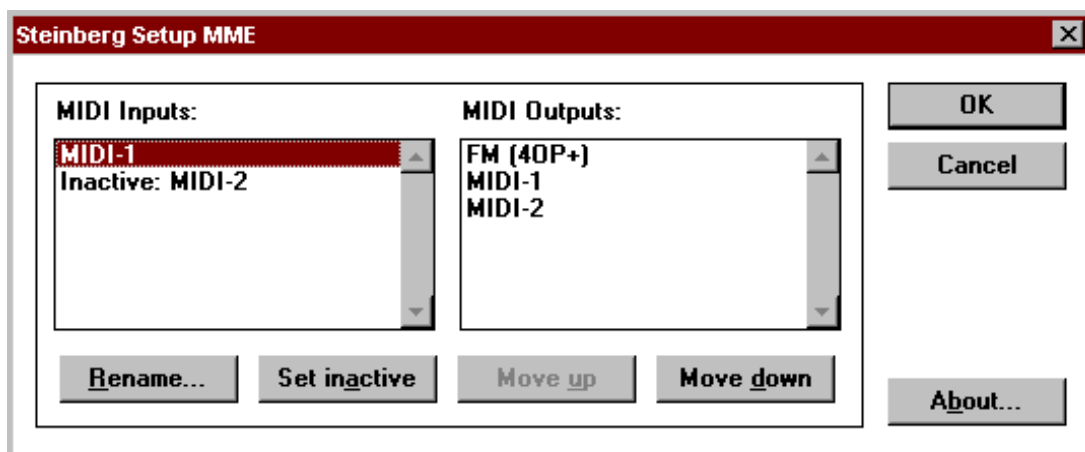 Steinberg Setup MME
MIDI Inputs:
MIDI-1
Inactive: MIDI-2
MIDI Outputs:
FM (4OP+)
MIDI-1
MIDI-2
Rename...
Set inactive
Move up
Move down
OK
Cancel
About...